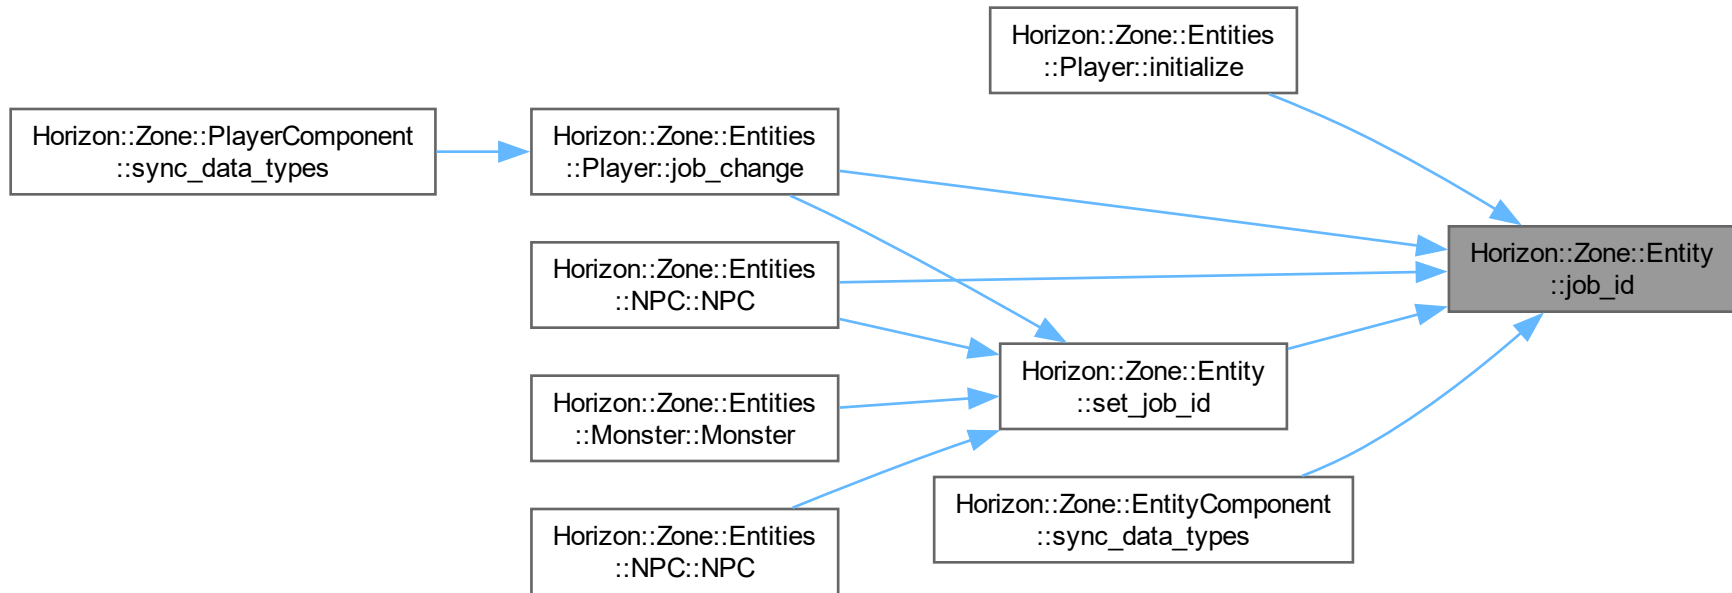 Horizon::Zone::Entities
::Player::initialize
Horizon::Zone::PlayerComponent
::sync_data_types
Horizon::Zone::Entities
::Player::job_change
Horizon::Zone::Entity
::job_id
Horizon::Zone::Entities
::NPC::NPC
Horizon::Zone::Entity
::set_job_id
Horizon::Zone::Entities
::Monster::Monster
Horizon::Zone::EntityComponent
::sync_data_types
Horizon::Zone::Entities
::NPC::NPC